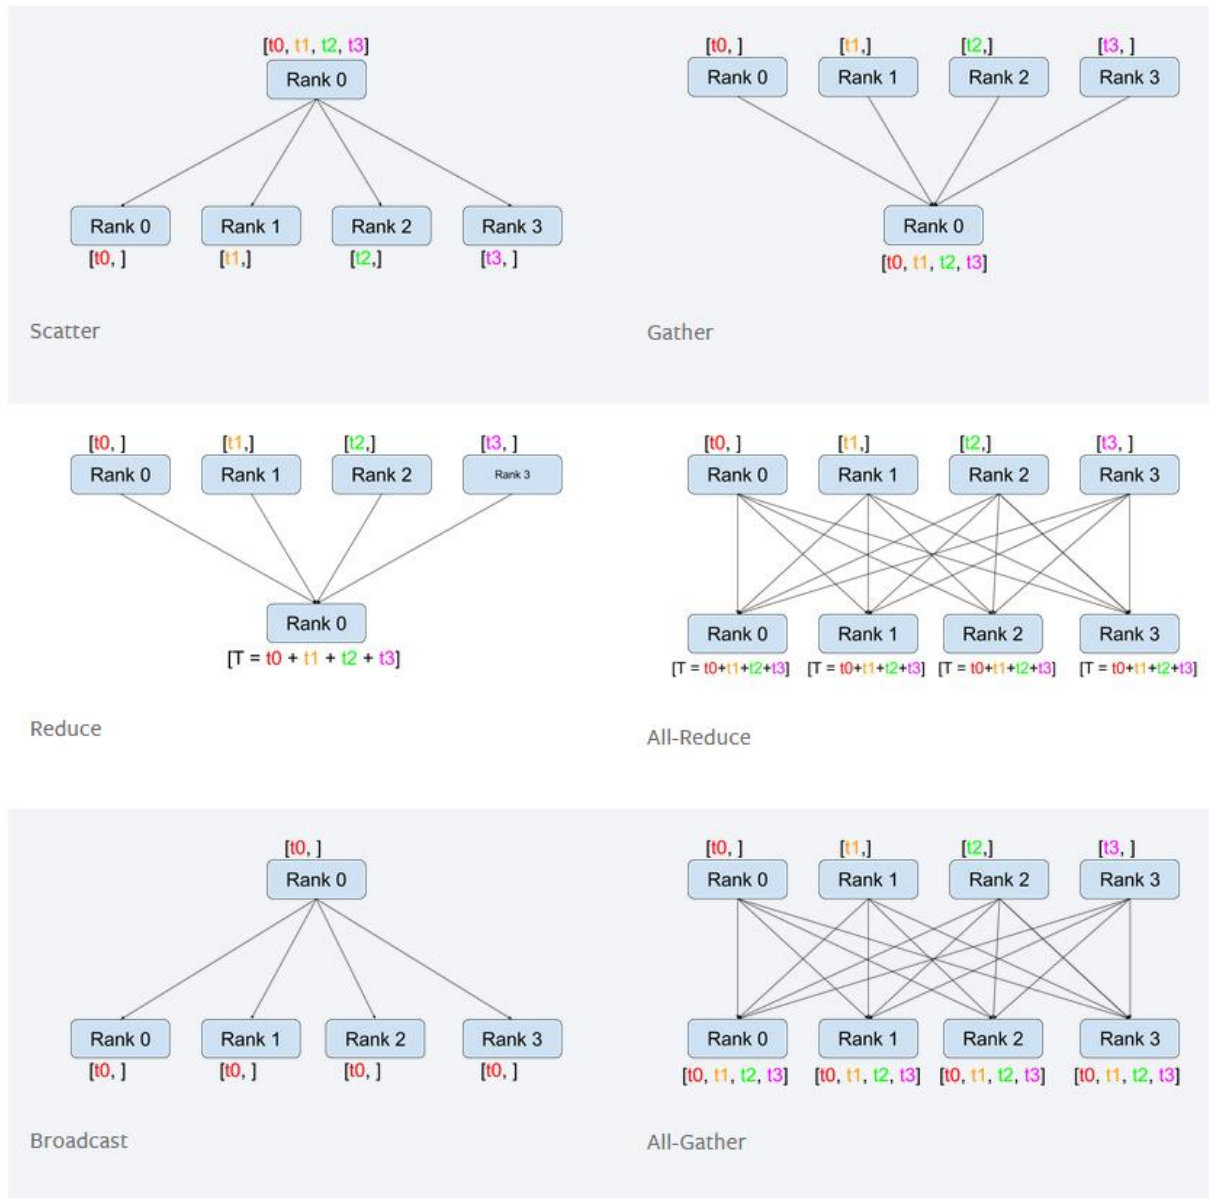 [t0, t1, t2, t3]
Rank 0
Rank 0 Rank 1 Rank 2 Rank 3
[t0, ] [t1,] [t2,] [t3, ]
Scatter
[t0, ] [t1,] [t2,] [t3, ]
Rank 0 Rank 1 Rank 2 Rank 3
Rank 0
[t0, t1, t2, t3]
Gather
[t0, ] [t1,] [t2,] [t3, ]
Rank 0 Rank 1 Rank 2 Rank 3
Rank 0
[T = t0 + t1 + t2 + t3]
Reduce
[t0, ] [t1,] [t2,] [t3, ]
Rank 0 Rank 1 Rank 2 Rank 3
Rank 0 Rank 1 Rank 2 Rank 3
[T = t0+t1+t2+t3] [T = t0+t1+t2+t3] [T = t0+t1+t2+t3] [T = t0+t1+t2+t3]
All-Reduce
[t0, ]
Rank 0
Rank 0 Rank 1 Rank 2 Rank 3
[t0, ] [t0, ] [t0, ] [t0, ]
Broadcast
[t0, ] [t1,] [t2,] [t3, ]
Rank 0 Rank 1 Rank 2 Rank 3
Rank 0 Rank 1 Rank 2 Rank 3
[t0, t1, t2, t3] [t0, t1, t2, t3] [t0, t1, t2, t3] [t0, t1, t2, t3]
All-Gather